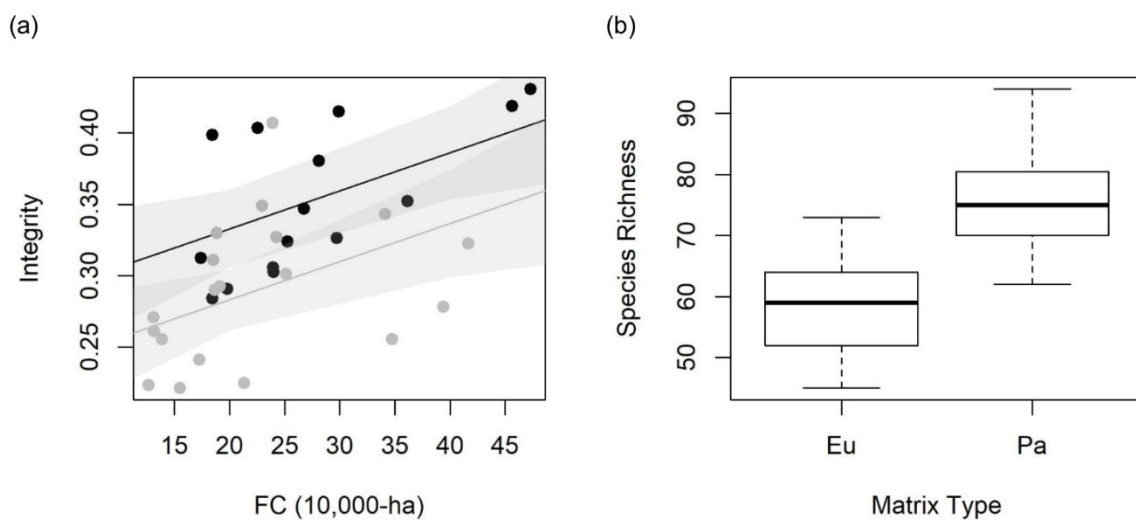 (a)
(b)
Integrity
0.40
0.35
0.30
0.25
15 20 25 30 35 40 45
FC (10,000-ha)
Species Richness
90
80
70
60
50
Eu Pa
Matrix Type